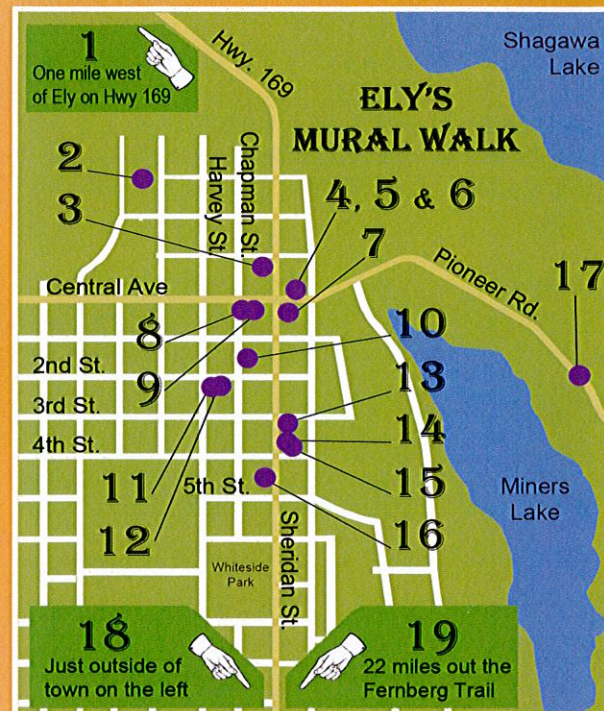 1
One mile west
of Ely on Hwy 169
Hwy. 169
Shagawa
Lake
ELY'S
MURAL WALK
2
3
Harvey St.
Chapman St.
4, 5 & 6
7
Pioneer Rd.
17
Central Ave
8
9
10
2nd St.
3rd St.
4th St.
13
14
15
11
12
5th St.
16
Miners
Lake
Sheridan St.
Whiteside
Park
18
Just outside of
town on the left
19
22 miles out the
Fernberg Trail